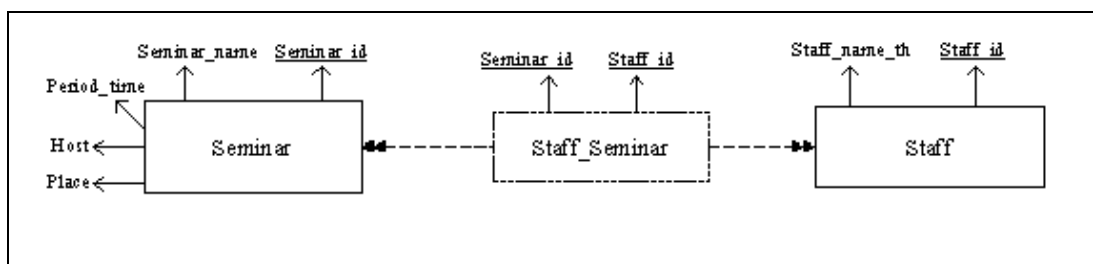 Seminar_name Seminar_id
Period_time
Host
Place
Seminar
Seminar_id Staff_id
Staff_Seminar
Staff_name_th Staff_id
Staff